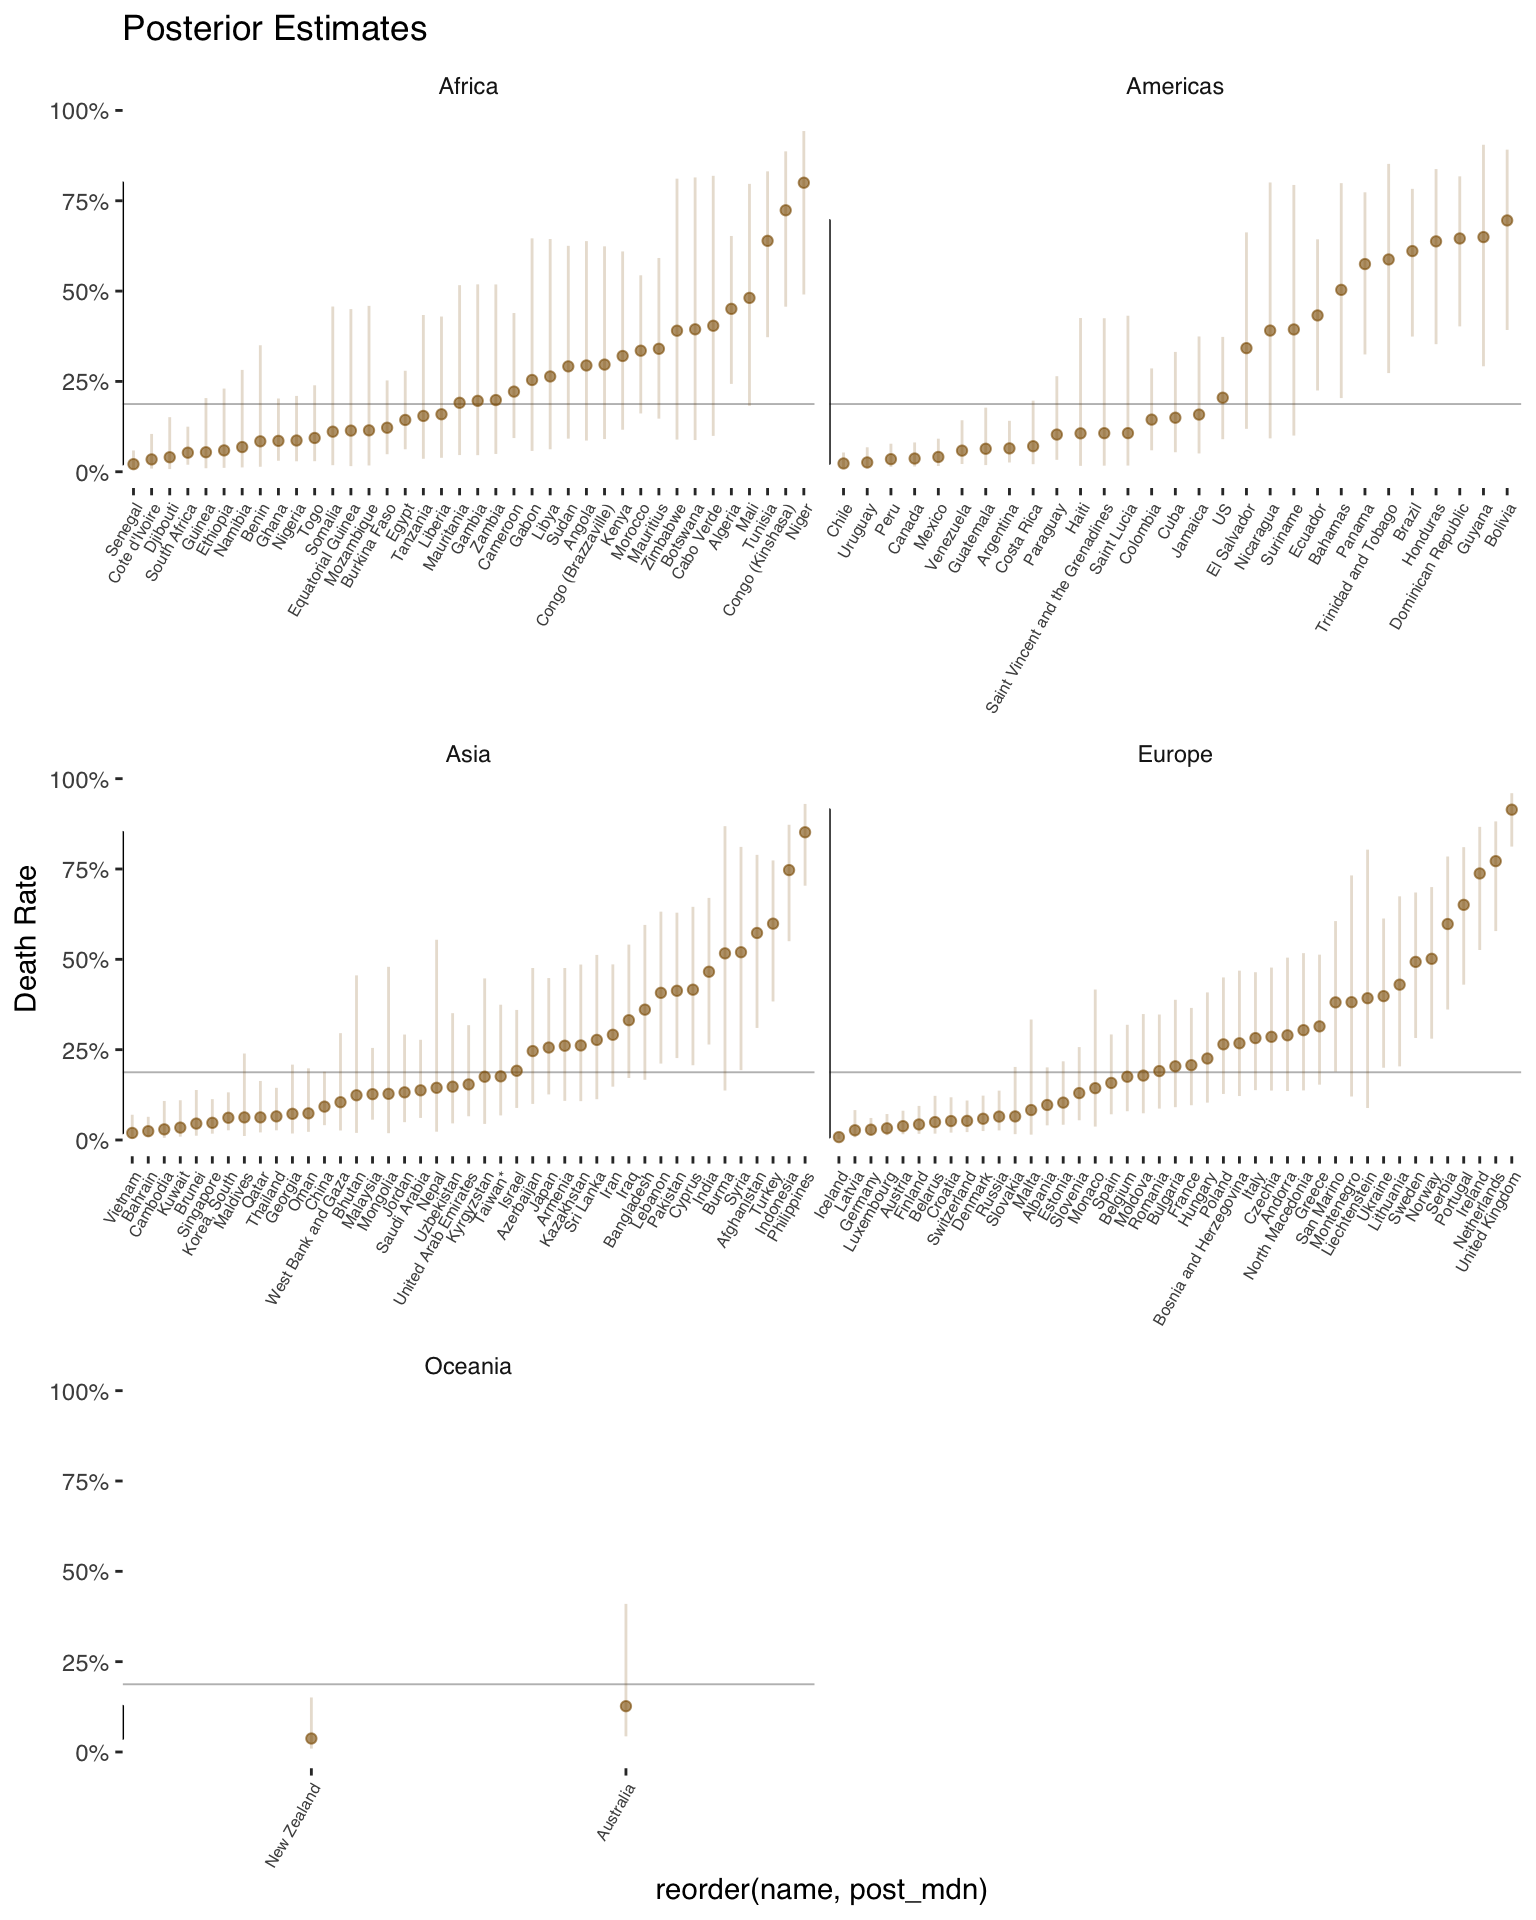 Posterior Estimates
Africa
Americas
100%
75%
50%
25%
0%
Senegal
Cote d'Ivoire
Djibouti
South Africa
Guinea
Ethiopia
Namibia
Benin
Ghana
Nigeria
Togo
Somalia
Equatorial Guinea
Mozambique
Burkina Faso
Egypt
Tanzania
Liberia
Mauritania
Gambia
Zambia
Cameroon
Gabon
Libya
Sudan
Angola
Congo (Brazzaville)
Kenya
Morocco
Mauritius
Zimbabwe
Botswana
Cabo Verde
Algeria
Mali
Tunisia
Congo (Kinshasa)
Niger
Chile
Uruguay
Peru
Canada
Mexico
Venezuela
Guatemala
Argentina
Costa Rica
Paraguay
Haiti
Saint Vincent and the Grenadines
Saint Lucia
Colombia
Cuba
Jamaica
US
El Salvador
Nicaragua
Suriname
Ecuador
Bahamas
Panama
Trinidad and Tobago
Brazil
Honduras
Dominican Republic
Guyana
Bolivia
Asia
Europe
100%
75%
50%
25%
0%
Death Rate
Vietnam
Bahrain
Cambodia
Kuwait
Brunei
Singapore
Korea, South
Maldives
Qatar
Thailand
Georgia
Oman
China
West Bank and Gaza
Bhutan
Malaysia
Mongolia
Jordan
Saudi Arabia
Nepal
Uzbekistan
United Arab Emirates
Kyrgyzstan
Taiwan*
Israel
Azerbaijan
Japan
Armenia
Kazakhstan
Sri Lanka
Iran
Iraq
Bangladesh
Lebanon
Pakistan
Cyprus
India
Burma
Syria
Afghanistan
Turkey
Indonesia
Philippines
Iceland
Latvia
Germany
Luxembourg
Austria
Finland
Belarus
Croatia
Switzerland
Denmark
Russia
Slovakia
Malta
Albania
Estonia
Slovenia
Monaco
Spain
Belgium
Moldova
Romania
Bulgaria
France
Hungary
Poland
Bosnia and Herzegovina
Italy
Czechia
Andorra
North Macedonia
Greece
San Marino
Montenegro
Liechtenstein
Ukraine
Lithuania
Sweden
Norway
Serbia
Portugal
Ireland
Netherlands
United Kingdom
Oceania
100%
75%
50%
25%
0%
New Zealand
Australia
reorder(name, post_mdn)